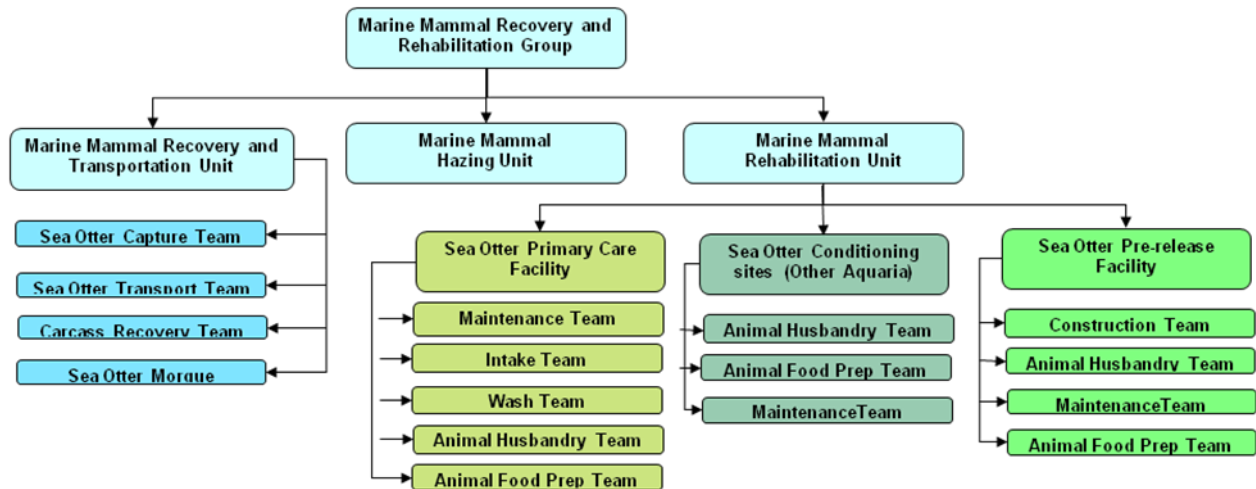 Marine Mammal Recovery and
Rehabilitation Group
Marine Mammal Recovery and
Transportation Unit
Marine Mammal
Hazing Unit
Marine Mammal
Rehabilitation Unit
Sea Otter Capture Team
Sea Otter Transport Team
Carcass Recovery Team
Sea Otter Morgue
Sea Otter Primary Care
Facility
Maintenance Team
Intake Team
Wash Team
Animal Husbandry Team
Animal Food Prep Team
Sea Otter Conditioning
sites (Other Aquaria)
Animal Husbandry Team
Animal Food Prep Team
MaintenanceTeam
Sea Otter Pre-release
Facility
Construction Team
Animal Husbandry Team
MaintenanceTeam
Animal Food Prep Team